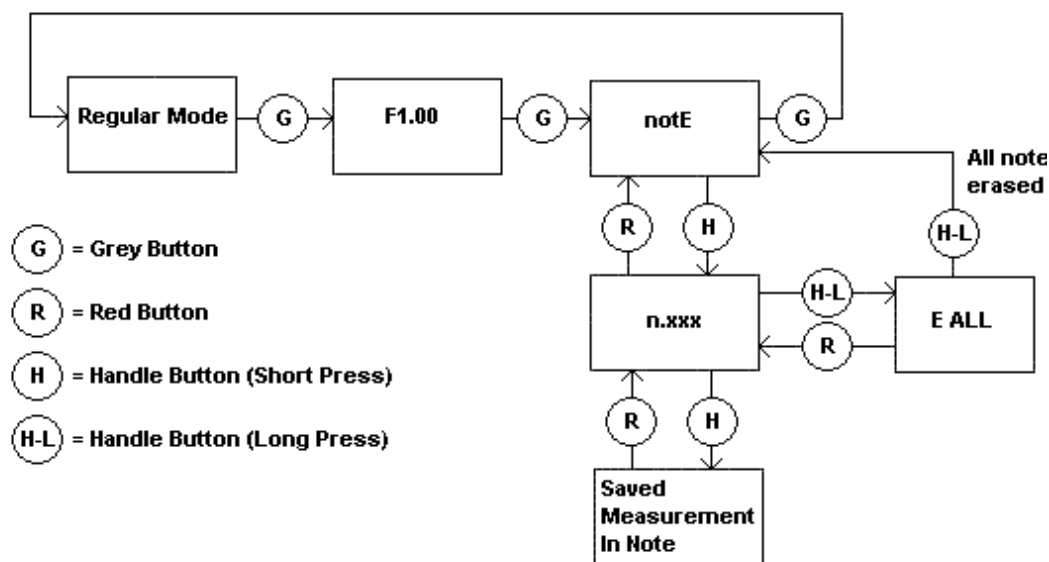 Regular Mode
G
F1.00
G
notE
G
All note
erased
R
H
H-L
G = Grey Button
R = Red Button
H = Handle Button (Short Press)
H-L = Handle Button (Long Press)
n.xxx
H-L
R
E ALL
R
H
Saved
Measurement
In Note